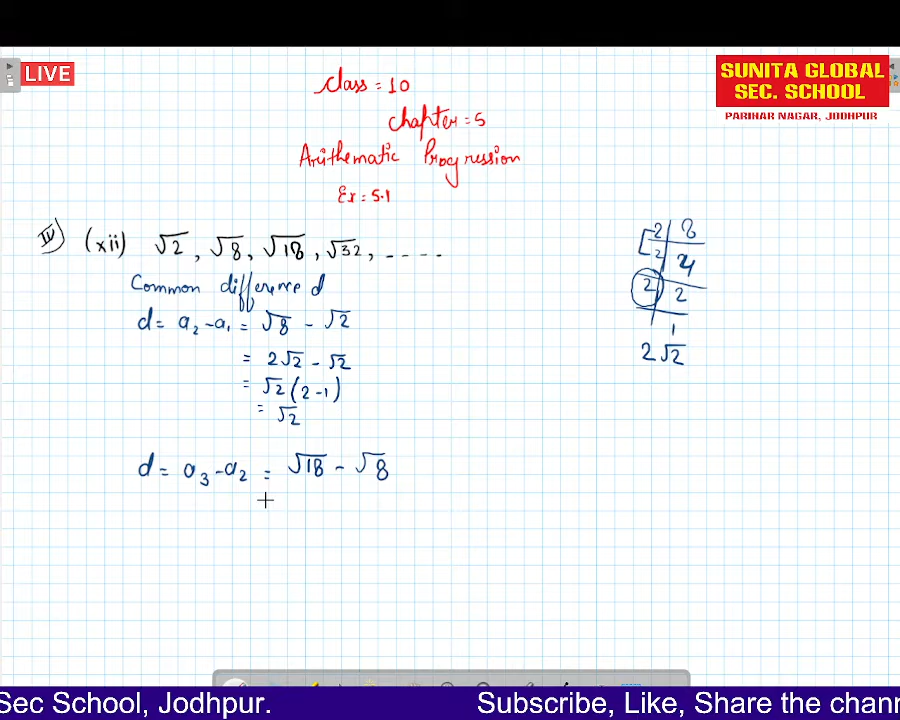 LIVE
SUNITA GLOBAL
SEC. SCHOOL
PARIHAR NAGAR, JODHPUR
Class = 10
Chapter = 5
Arithematic Progression
Ex = 5.1
IV) (xii) √2, √8, √18, √32, - - - - -
Common difference d
d = a₂ - a₁ = √8 - √2
= 2√2 - √2
= √2 (2-1)
= √2
d = a₃ - a₂ = √18 - √8
2 | 8
2 | 4
2 | 2
1
2√2
Sec School, Jodhpur.
Subscribe, Like, Share the chann